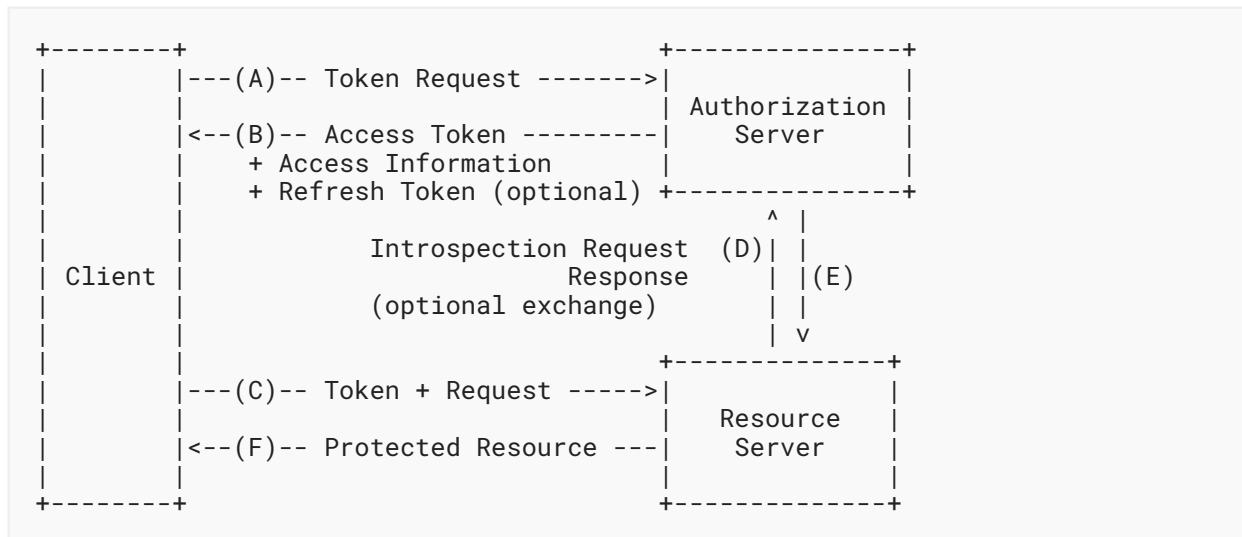 +--------+                               +---------------+
|        |---(A)-- Token Request ------->|               |
|        |                               | Authorization |
|        |<--(B)-- Access Token ---------|    Server     |
|        |    + Access Information       |               |
|        |    + Refresh Token (optional) +---------------+
|        |                                      ^ |
|        |            Introspection Request  (D)| |
| Client |                         Response     | |(E)
|        |            (optional exchange)       | |
|        |                                      | v
|        |                               +--------------+
|        |---(C)-- Token + Request ----->|              |
|        |                               |   Resource   |
|        |<--(F)-- Protected Resource ---|    Server    |
|        |                               |              |
+--------+                               +--------------+